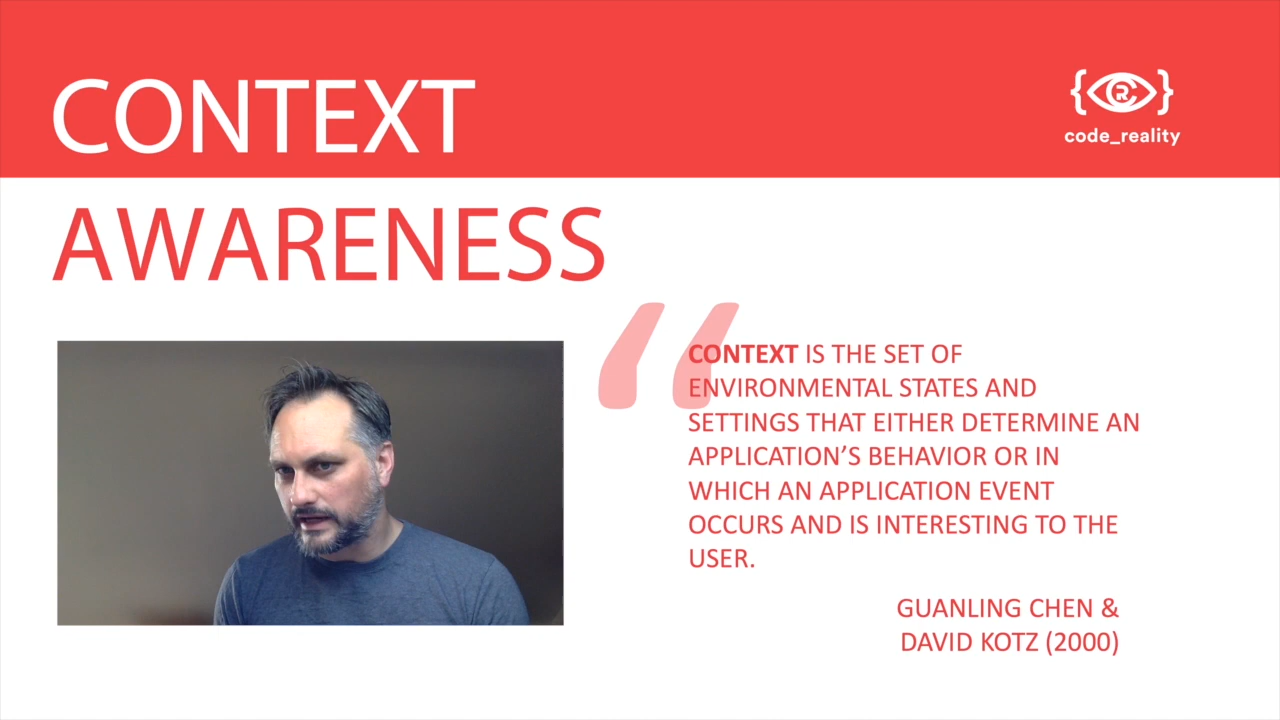 CONTEXT
AWARENESS
{RC}
code_reality
“
CONTEXT IS THE SET OF
ENVIRONMENTAL STATES AND
SETTINGS THAT EITHER DETERMINE AN
APPLICATION’S BEHAVIOR OR IN
WHICH AN APPLICATION EVENT
OCCURS AND IS INTERESTING TO THE
USER.
GUANLING CHEN &
DAVID KOTZ (2000)